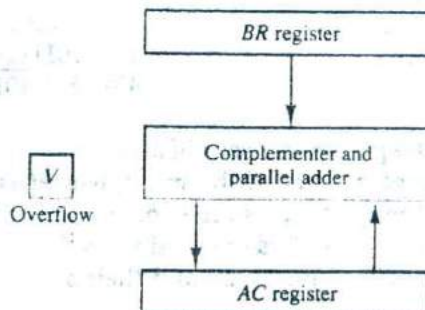 BR register
Complementer and
parallel adder
V
Overflow
AC register